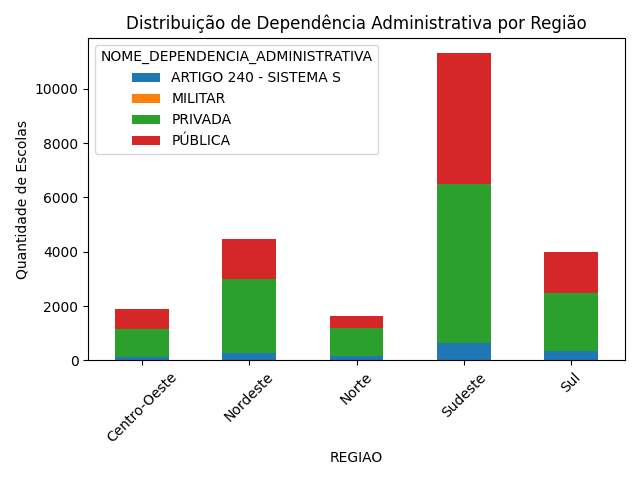 Distribuição de Dependência Administrativa por Região
NOME_DEPENDENCIA_ADMINISTRATIVA
ARTIGO 240 - SISTEMA S
MILITAR
PRIVADA
PÚBLICA
Quantidade de Escolas
10000
8000
6000
4000
2000
0
Centro-Oeste
Nordeste
Norte
Sudeste
Sul
REGIAO